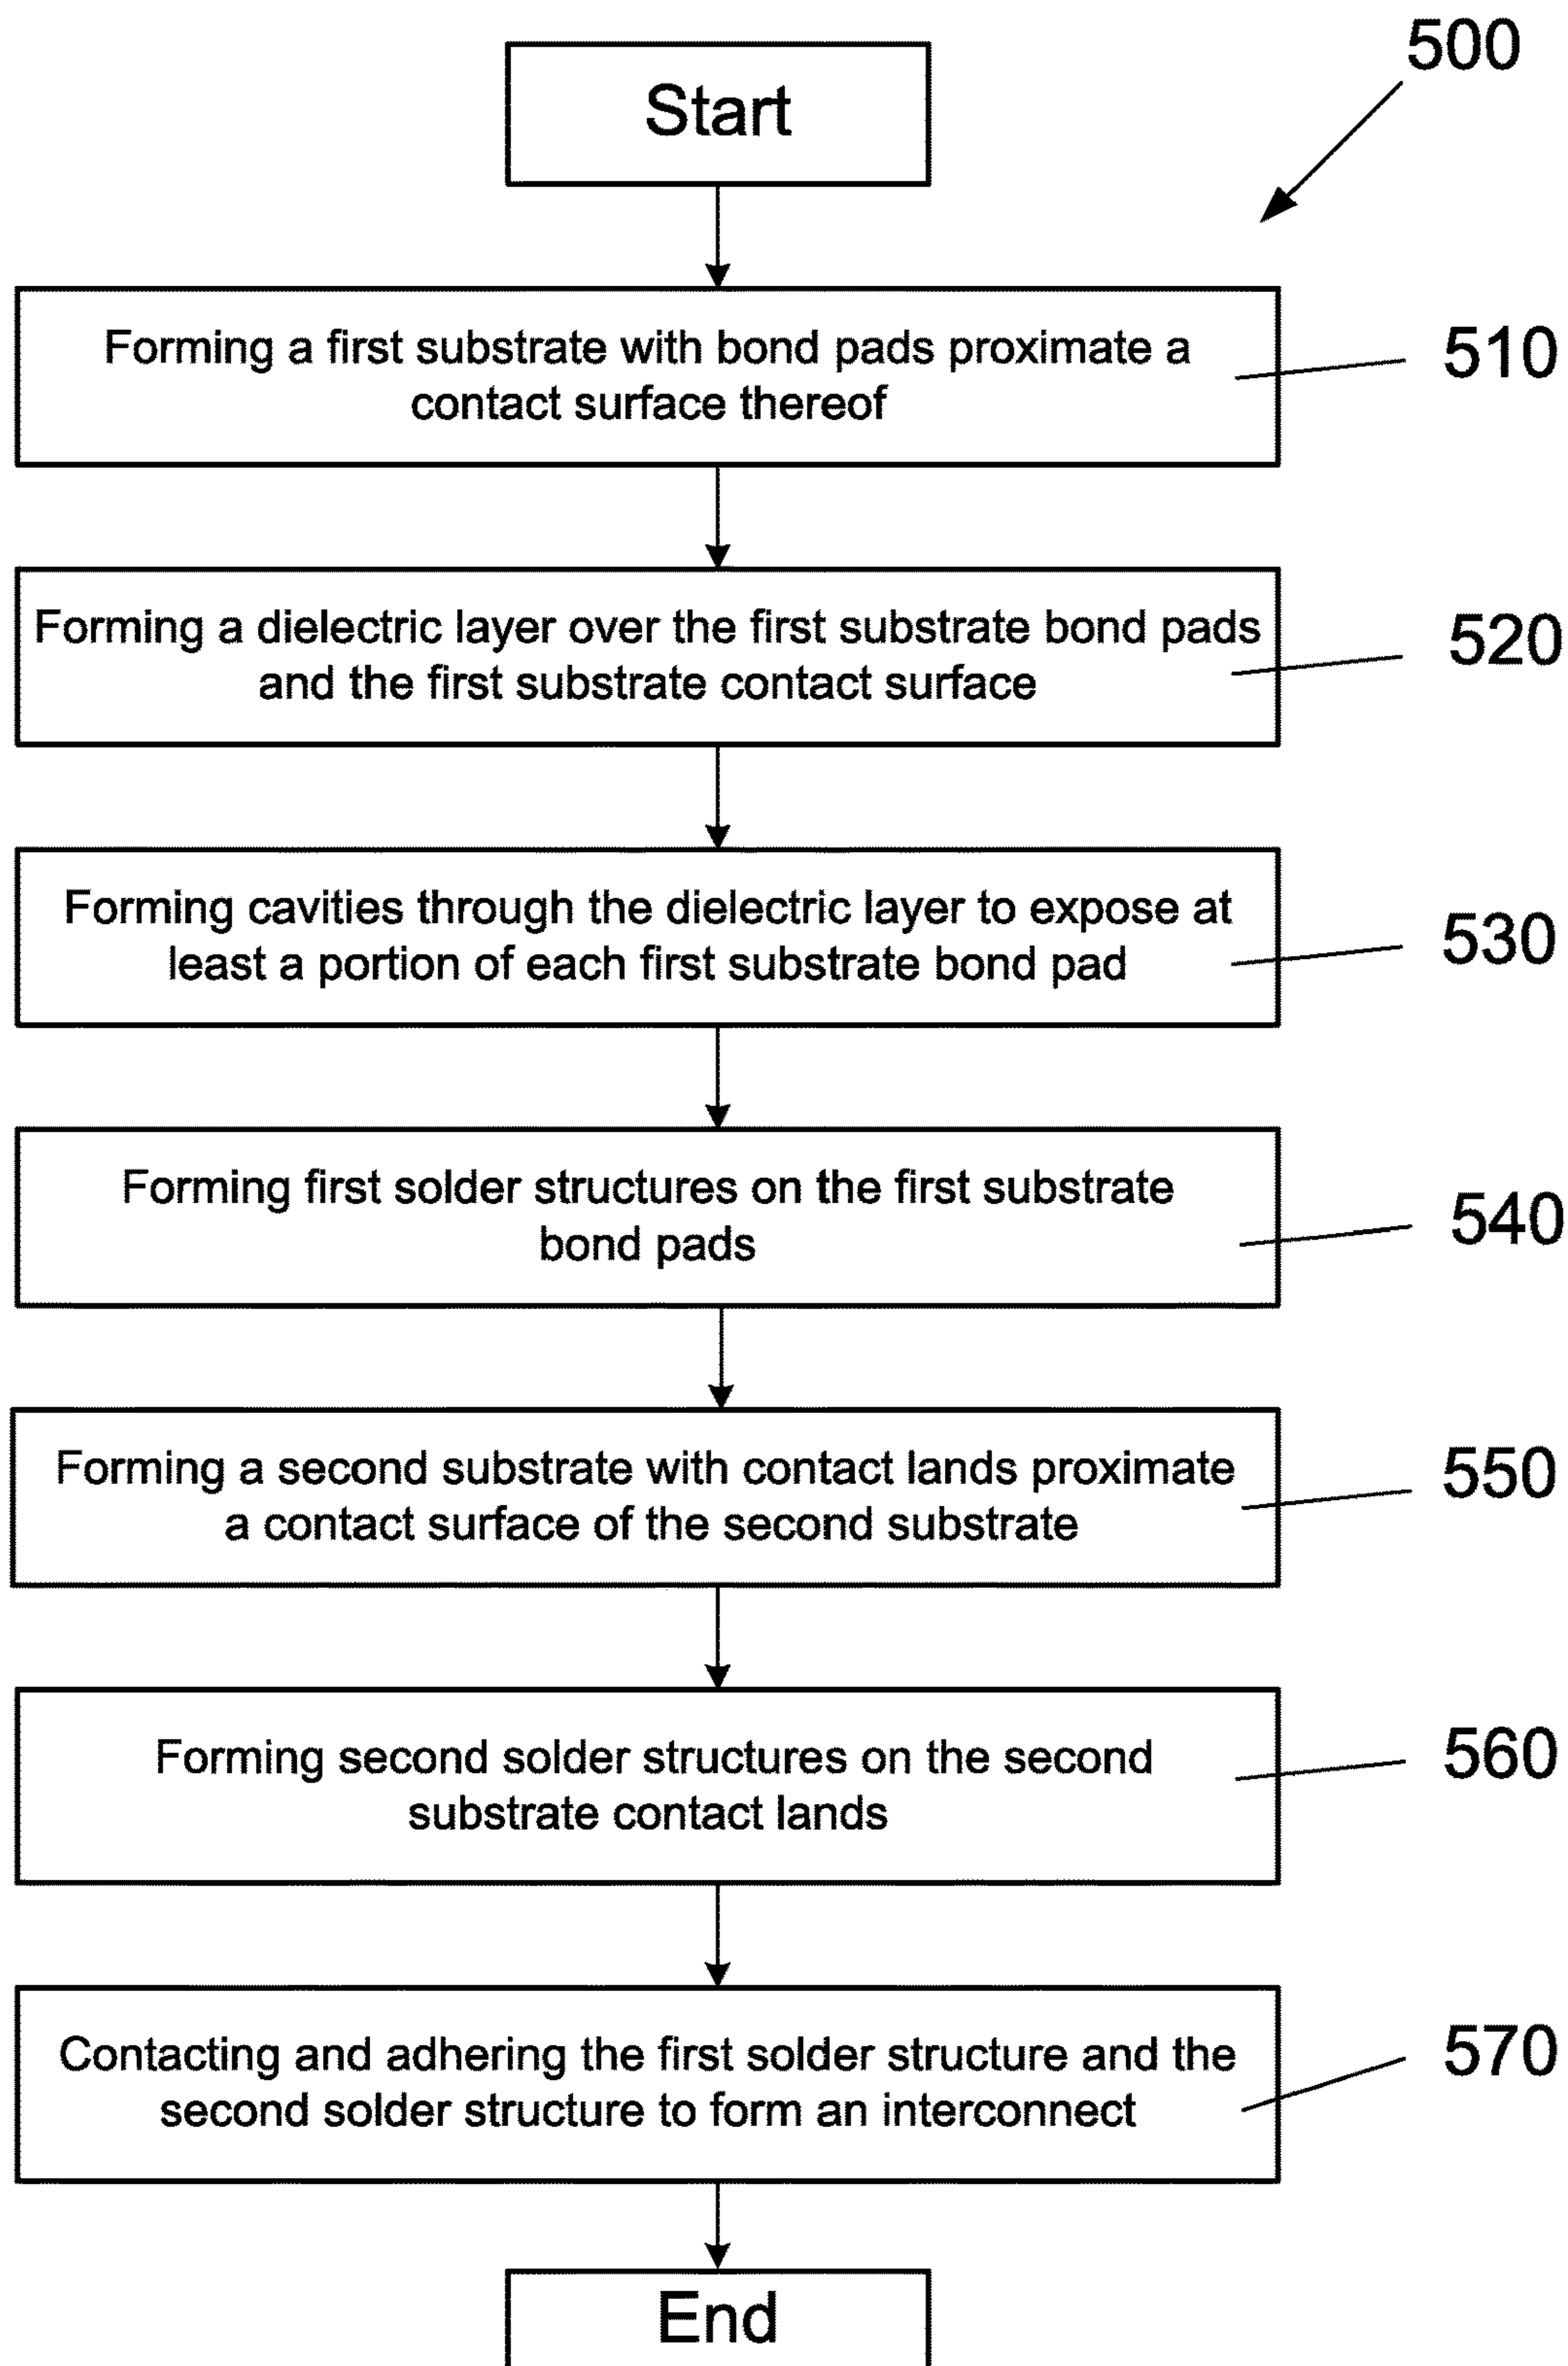 500
Start
Forming a first substrate with bond pads proximate a
contact surface thereof
510
Forming a dielectric layer over the first substrate bond pads
and the first substrate contact surface
520
Forming cavities through the dielectric layer to expose at
least a portion of each first substrate bond pad
530
Forming first solder structures on the first substrate
bond pads
540
Forming a second substrate with contact lands proximate
a contact surface of the second substrate
550
Forming second solder structures on the second
substrate contact lands
560
Contacting and adhering the first solder structure and the
second solder structure to form an interconnect
570
End